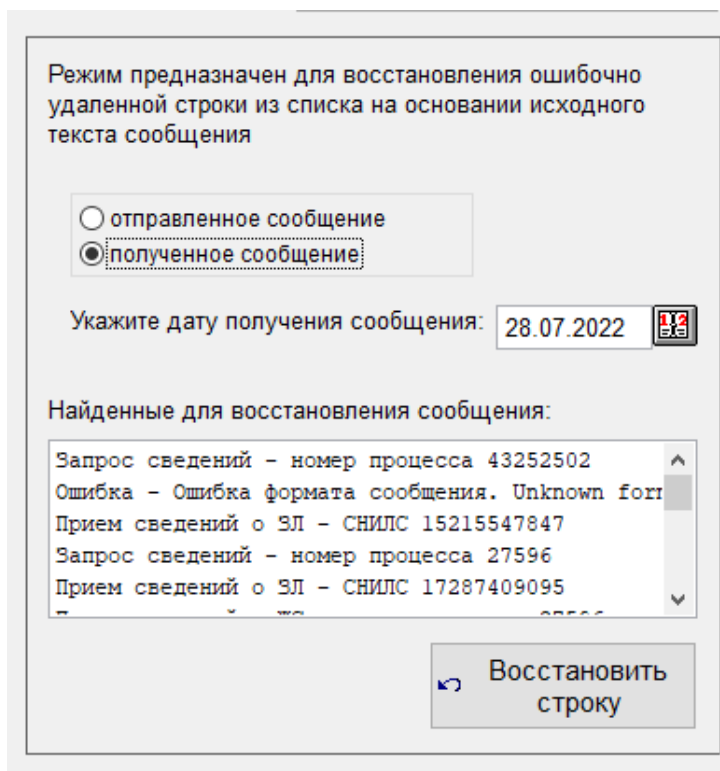 Режим предназначен для восстановления ошибочно
удаленной строки из списка на основании исходного
текста сообщения
отправленное сообщение
полученное сообщение
Укажите дату получения сообщения: 28.07.2022
Найденные для восстановления сообщения:
Запрос сведений - номер процесса 43252502
Ошибка - Ошибка формата сообщения. Unknown
Прием сведений о ЗЛ - СНИЛС 15215547847
Запрос сведений - номер процесса 27596
Прием сведений о ЗЛ - СНИЛС 17287409095
Восстановить
строку